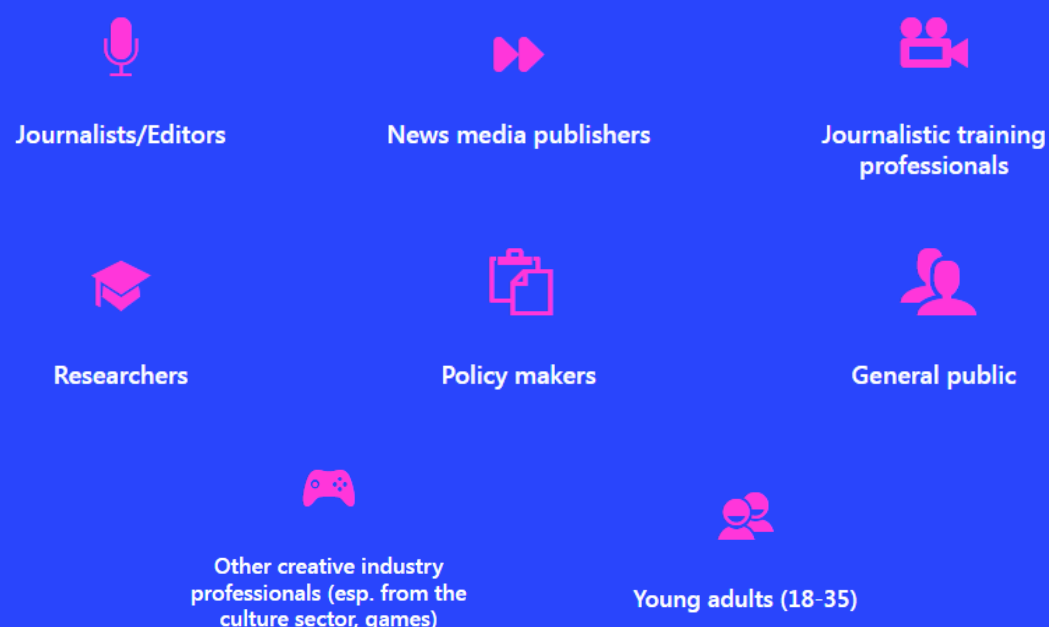 Journalists/Editors
News media publishers
Journalistic training
professionals
Researchers
Policy makers
General public
Other creative industry
professionals (esp. from the
culture sector, games)
Young adults (18-35)